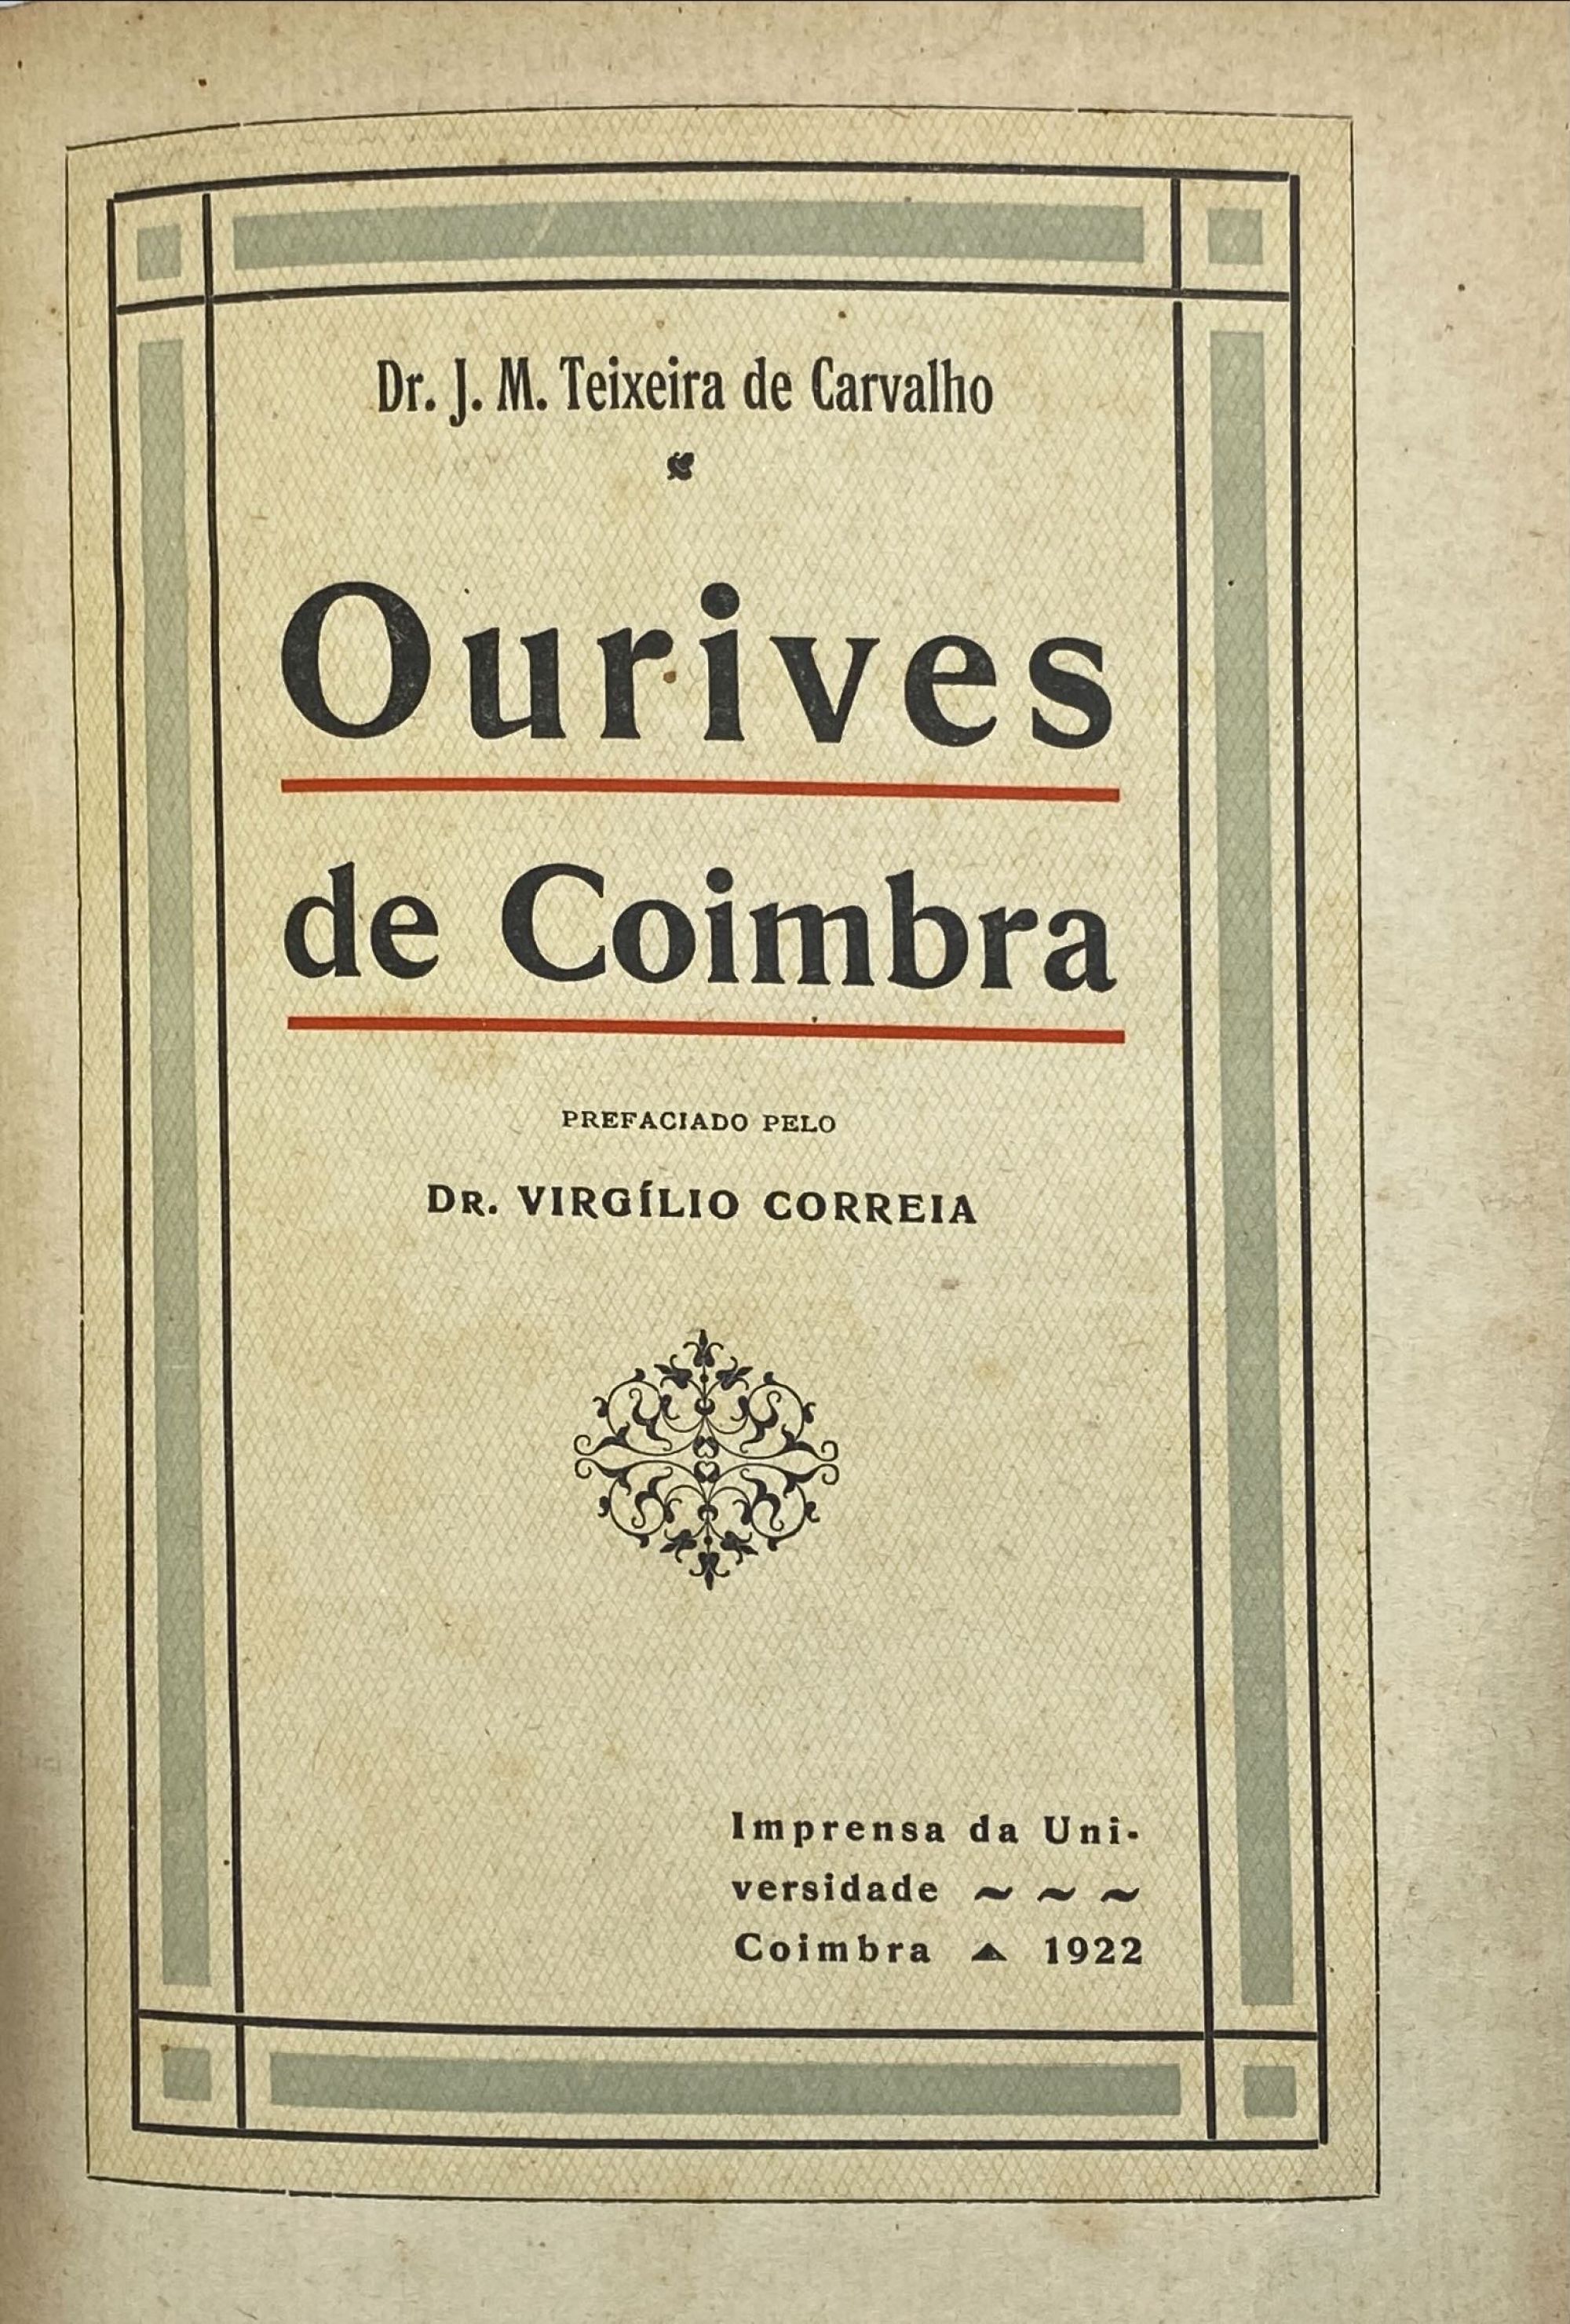 Dr. J. M. Teixeira de Carvalho
Ourives
de Coimbra
PREFACIADO PELO
DR. VIRGÍLIO CORREIA
Imprensa da Uni-
versidade ~ ~ ~
Coimbra ▲ 1922